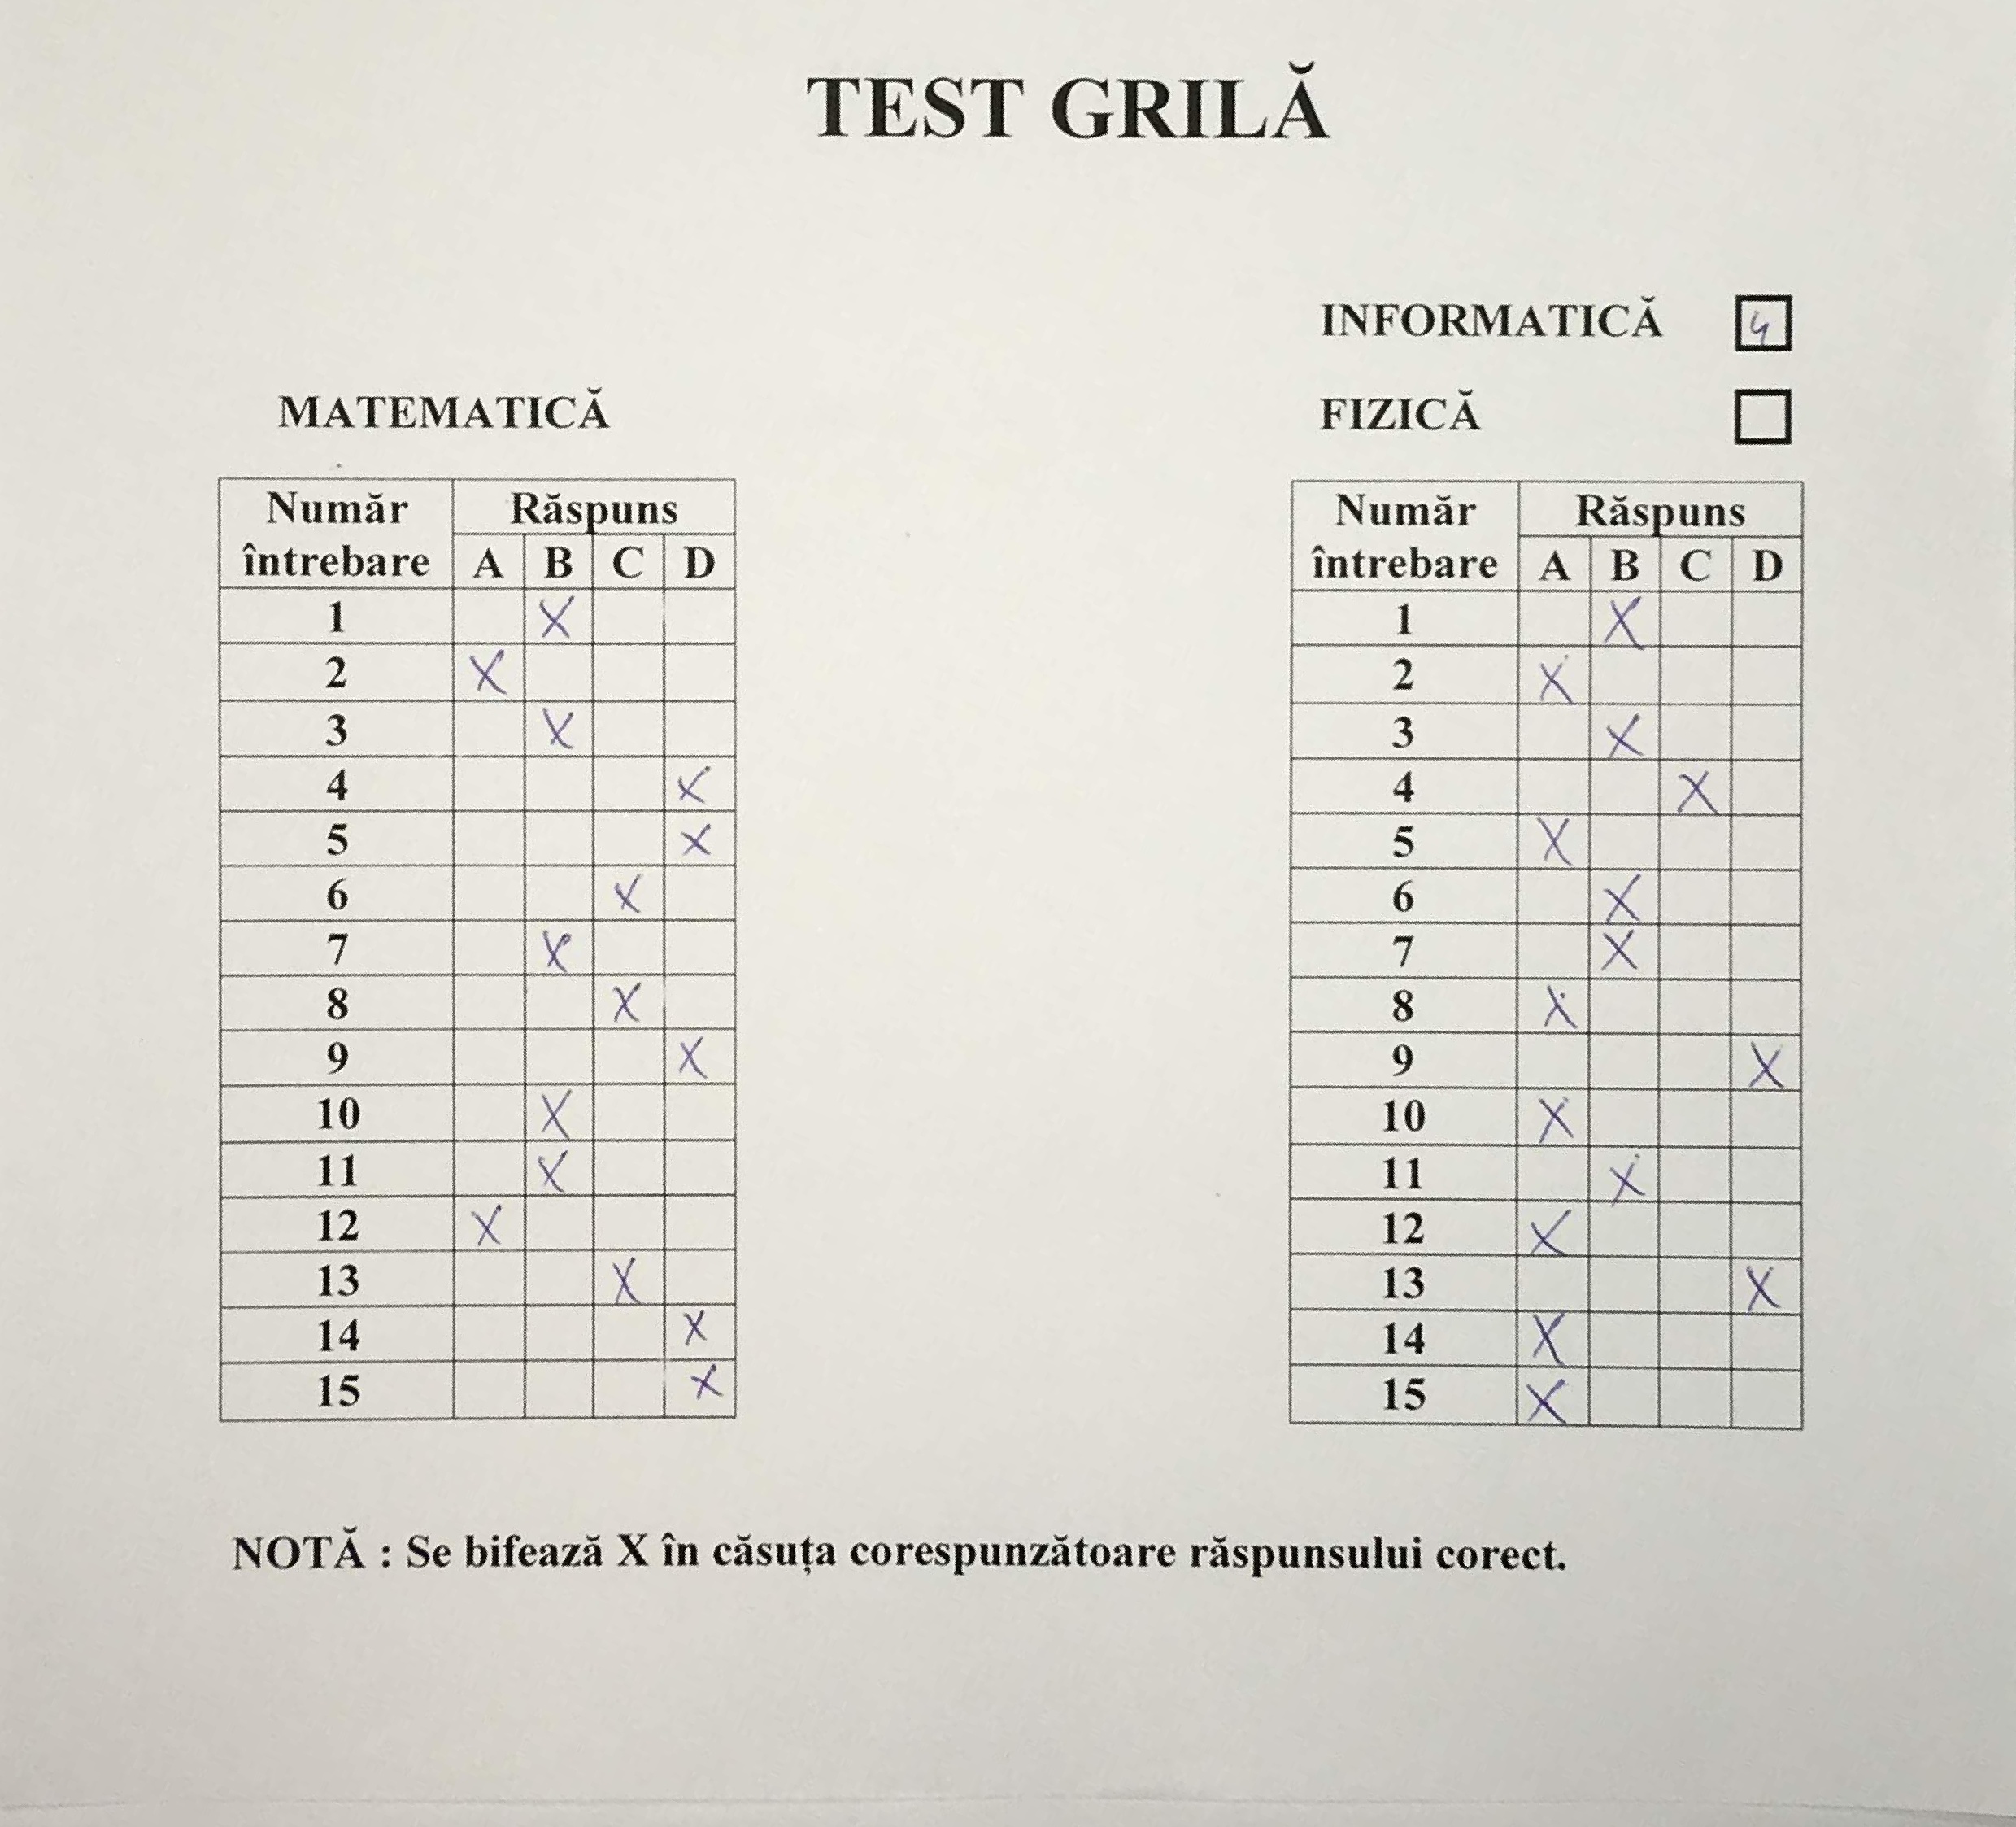 TEST GRILĂ
INFORMATICĂ 4
FIZICĂ
MATEMATICĂ
Număr întrebare Răspuns
A B C D
1 X
2 X
3 X
4 X
5 X
6 X
7 X
8 X
9 X
10 X
11 X
12 X
13 X
14 X
15 X
Număr întrebare Răspuns
A B C D
1 X
2 X
3 X
4 X
5 X
6 X
7 X
8 X
9 X
10 X
11 X
12 X
13 X
14 X
15 X
NOTĂ : Se bifează X în căsuța corespunzătoare răspunsului corect.